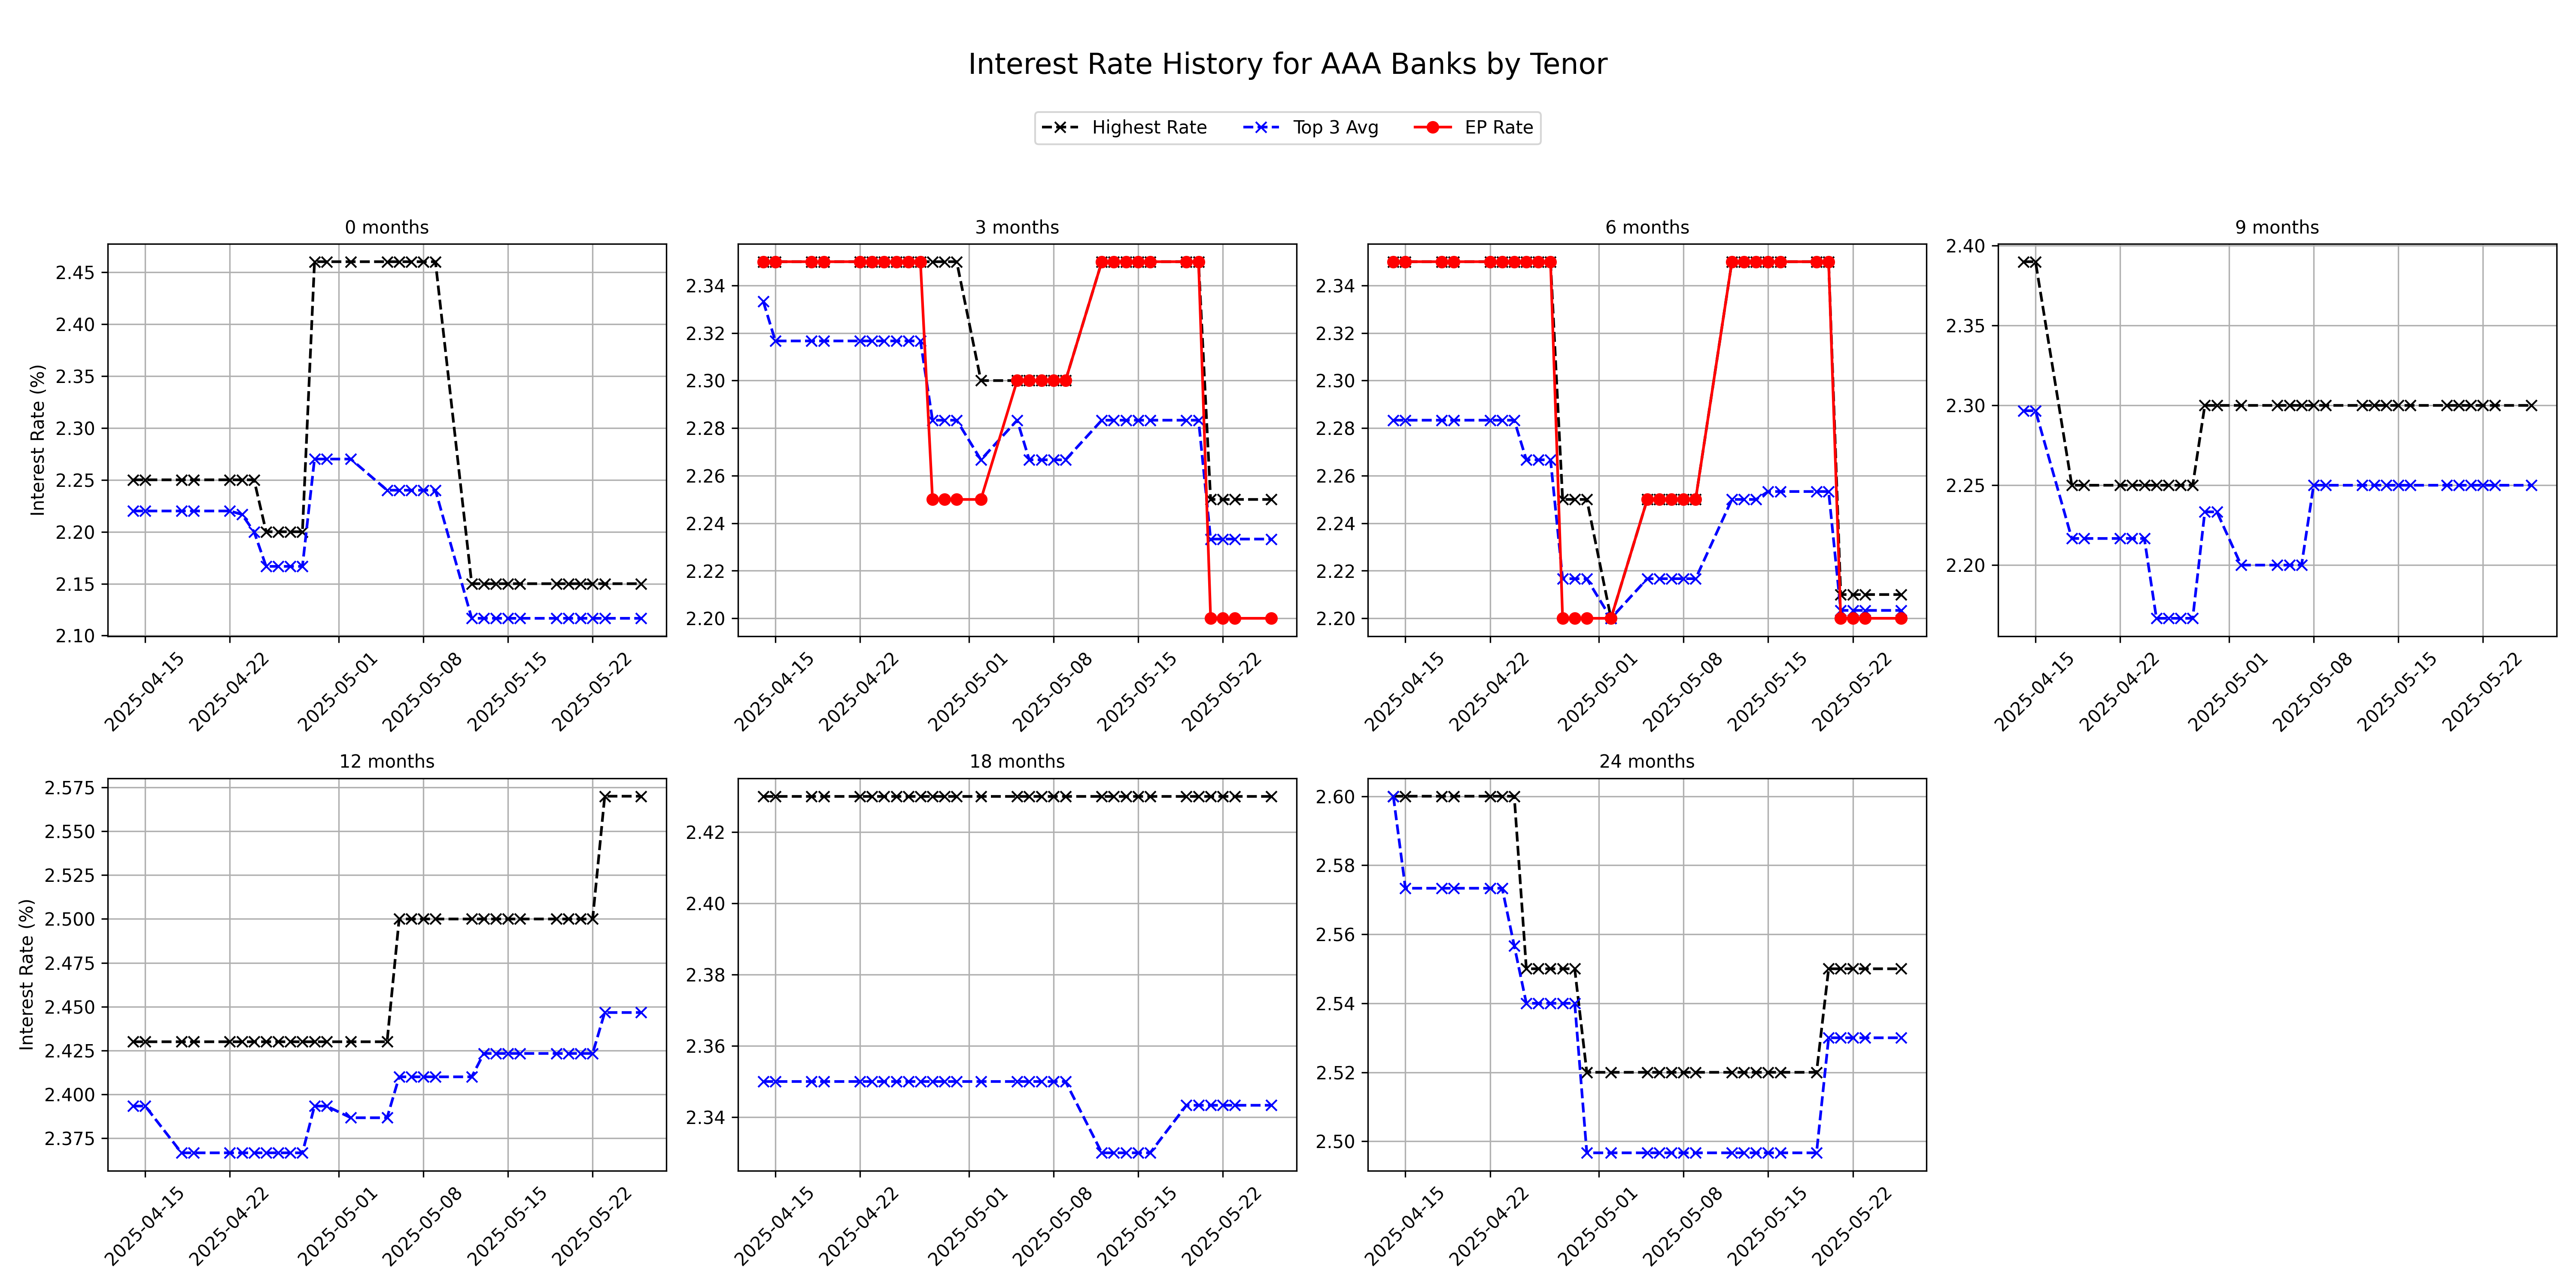 Interest Rate History for AAA Banks by Tenor
Highest Rate Top 3 Avg EP Rate
0 months
Interest Rate (%)
2.45
2.40
2.35
2.30
2.25
2.20
2.15
2.10
2025-04-15 2025-04-22 2025-05-01 2025-05-08 2025-05-15 2025-05-22
3 months
2.34
2.32
2.30
2.28
2.26
2.24
2.22
2.20
2025-04-15 2025-04-22 2025-05-01 2025-05-08 2025-05-15 2025-05-22
6 months
2.34
2.32
2.30
2.28
2.26
2.24
2.22
2.20
2025-04-15 2025-04-22 2025-05-01 2025-05-08 2025-05-15 2025-05-22
9 months
2.40
2.35
2.30
2.25
2.20
2025-04-15 2025-04-22 2025-05-01 2025-05-08 2025-05-15 2025-05-22
12 months
Interest Rate (%)
2.575
2.550
2.525
2.500
2.475
2.450
2.425
2.400
2.375
2025-04-15 2025-04-22 2025-05-01 2025-05-08 2025-05-15 2025-05-22
18 months
2.42
2.40
2.38
2.36
2.34
2025-04-15 2025-04-22 2025-05-01 2025-05-08 2025-05-15 2025-05-22
24 months
2.60
2.58
2.56
2.54
2.52
2.50
2025-04-15 2025-04-22 2025-05-01 2025-05-08 2025-05-15 2025-05-22